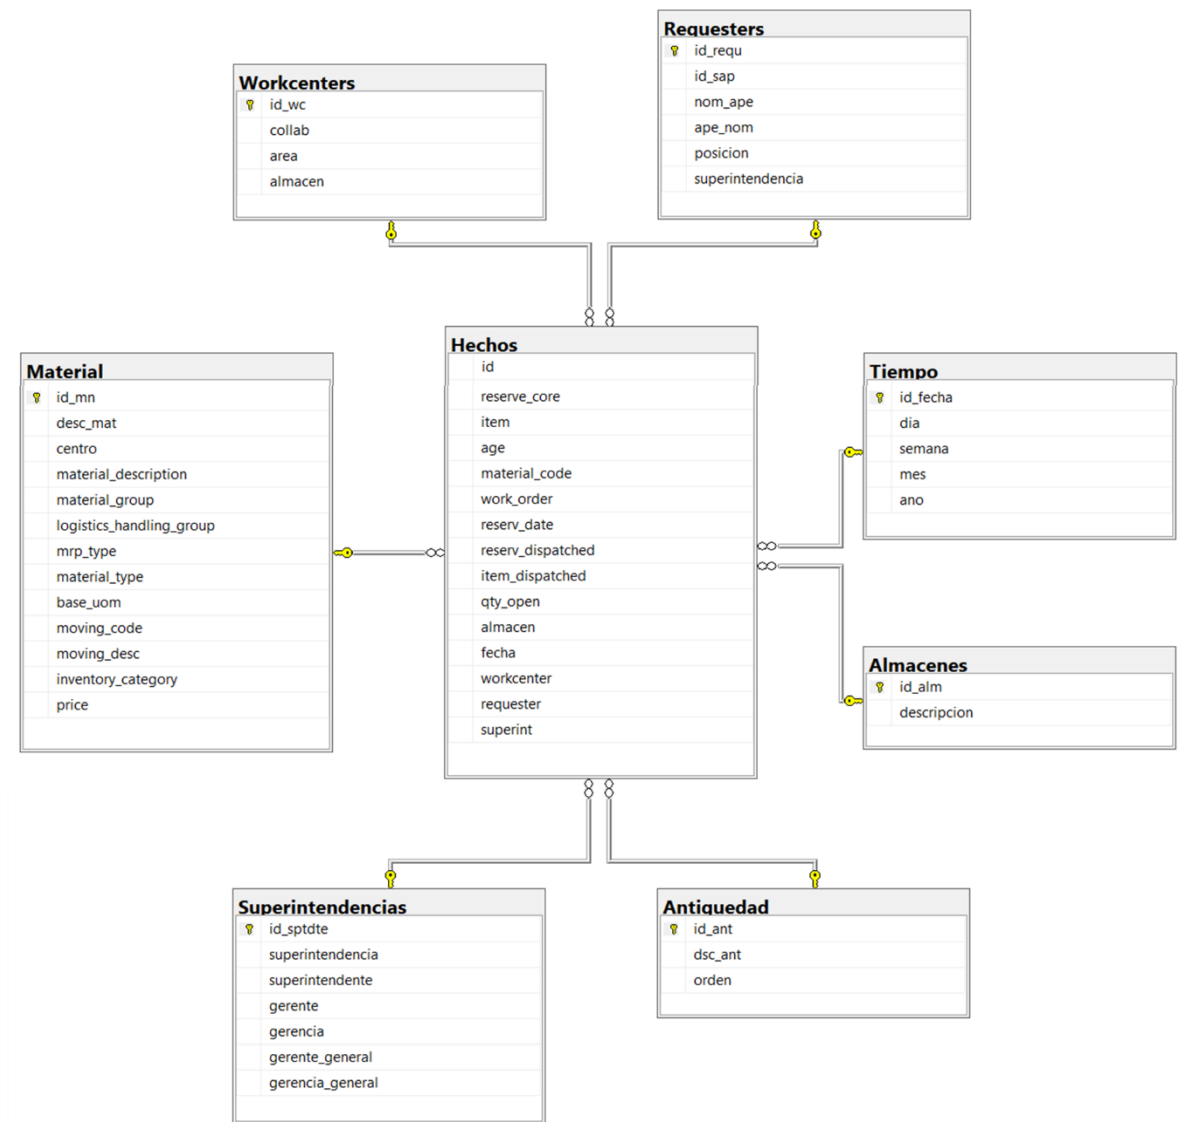 Requesters
id_requ
id_sap
nom_ape
ape_nom
posicion
superintendencia
Workcenters
id_wc
collab
area
almacen
Material
id_mn
desc_mat
centro
material_description
material_group
logistics_handling_group
mrp_type
material_type
base_uom
moving_code
moving_desc
inventory_category
price
Hechos
id
reserve_core
item
age
material_code
work_order
reserv_date
reserv_dispatched
item_dispatched
qty_open
almacen
fecha
workcenter
requester
superint
Tiempo
id_fecha
dia
semana
mes
ano
Almacenes
id_alm
descripcion
Superintendencias
id_sptdte
superintendencia
superintendente
gerente
gerencia
gerente_general
gerencia_general
Antiquedad
id_ant
dsc_ant
orden